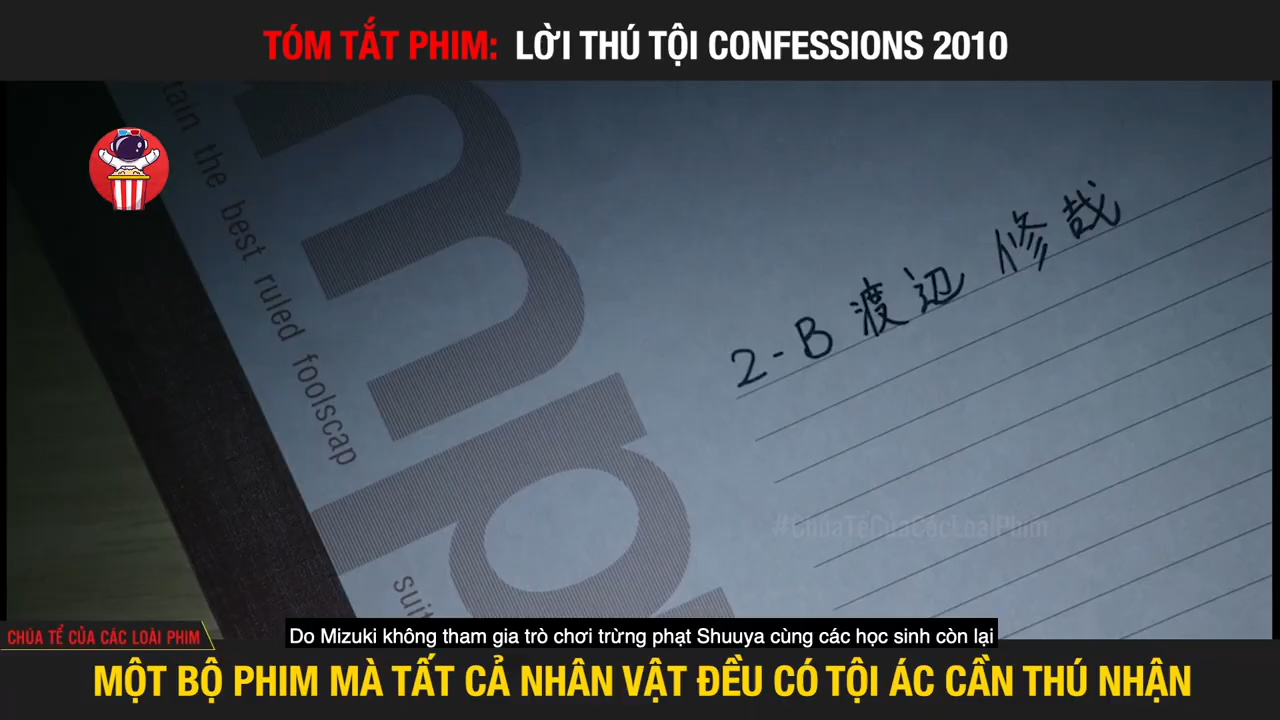 TÓM TẮT PHIM: LỜI THÚ TỘI CONFESSIONS 2010
tain the best ruled foolscap
mp
suit
2-B 渡辺 修哉
#ChúaTểCủaCácLoàiPhim
CHÚA TỂ CỦA CÁC LOÀI PHIM
Do Mizuki không tham gia trò chơi trừng phạt Shuuya cùng các học sinh còn lại
MỘT BỘ PHIM MÀ TẤT CẢ NHÂN VẬT ĐỀU CÓ TỘI ÁC CẦN THÚ NHẬN